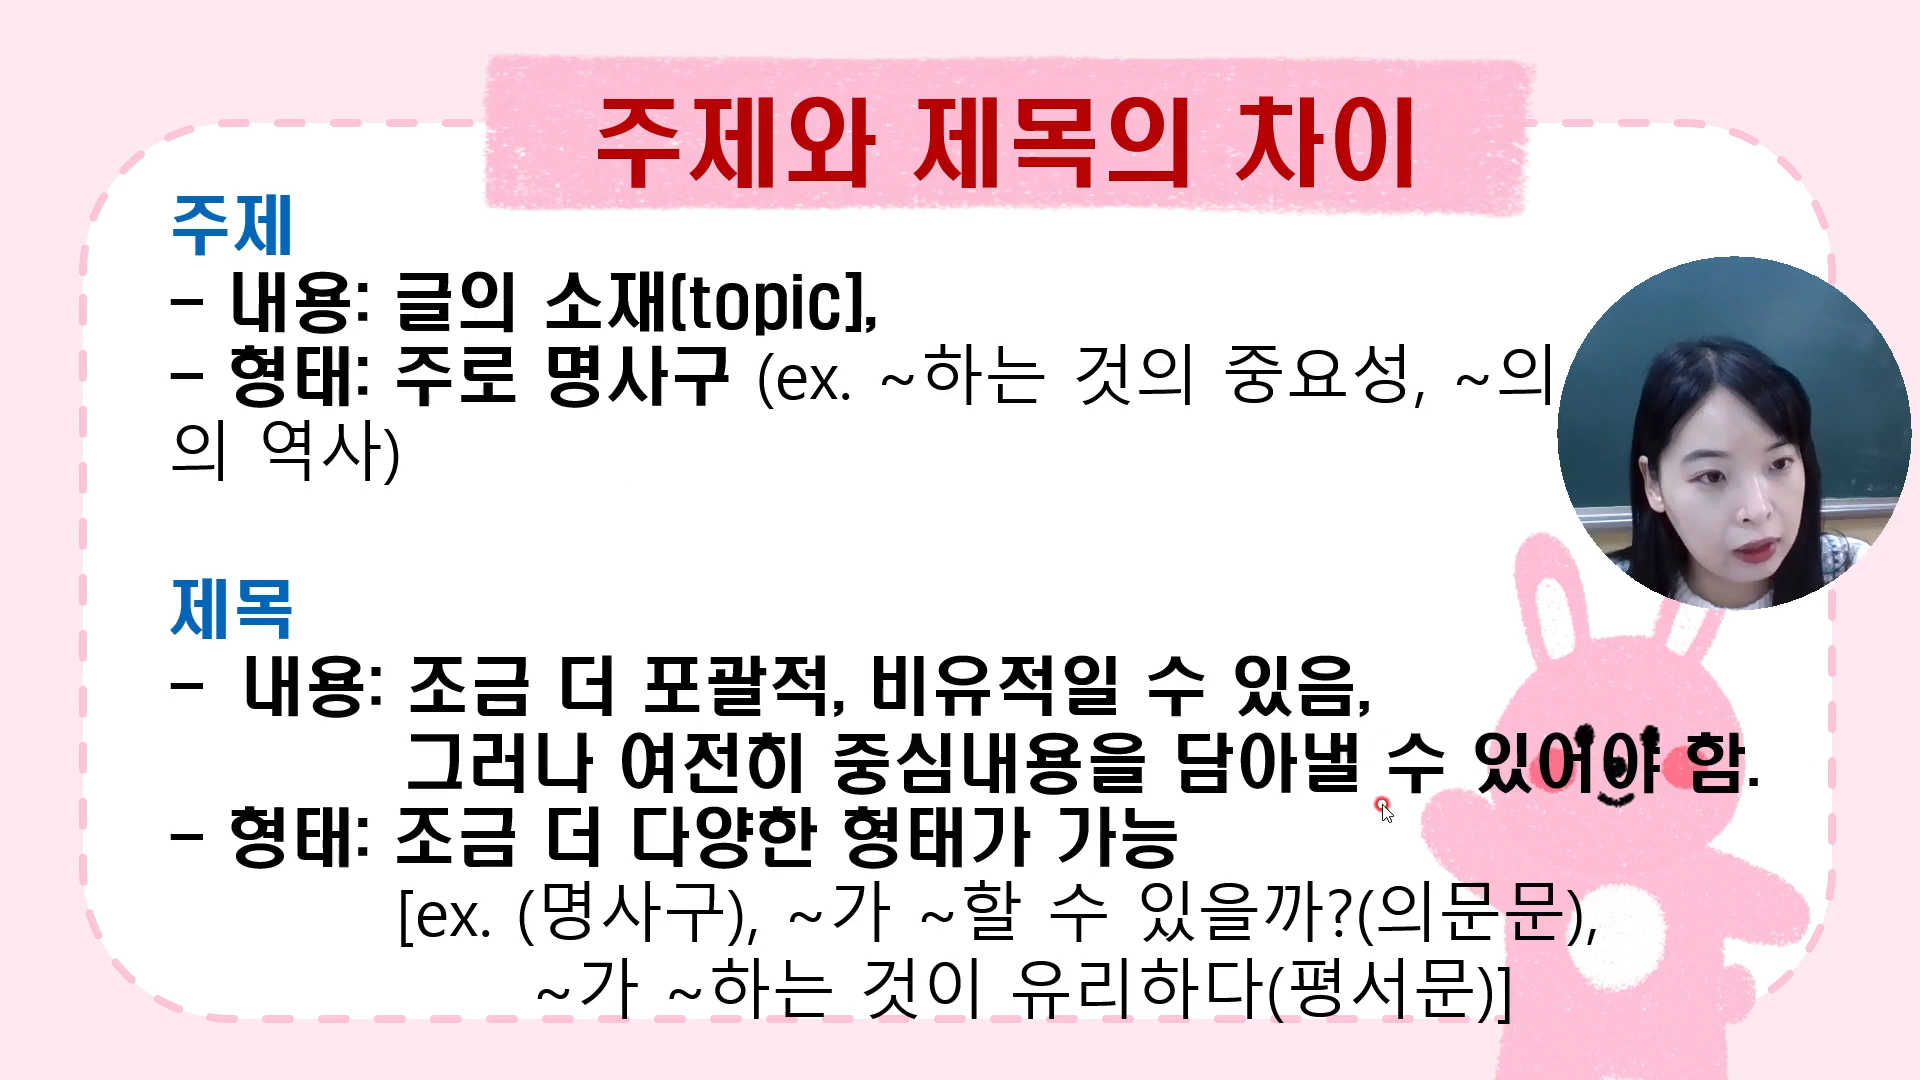 주제와 제목의 차이
주제
- 내용: 글의 소재(topic),
- 형태: 주로 명사구 (ex. ~하는 것의 중요성, ~의
의 역사)
제목
- 내용: 조금 더 포괄적, 비유적일 수 있음,
그러나 여전히 중심내용을 담아낼 수 있어야 함.
- 형태: 조금 더 다양한 형태가 가능
[ex. (명사구), ~가 ~할 수 있을까?(의문문),
~가 ~하는 것이 유리하다(평서문)]